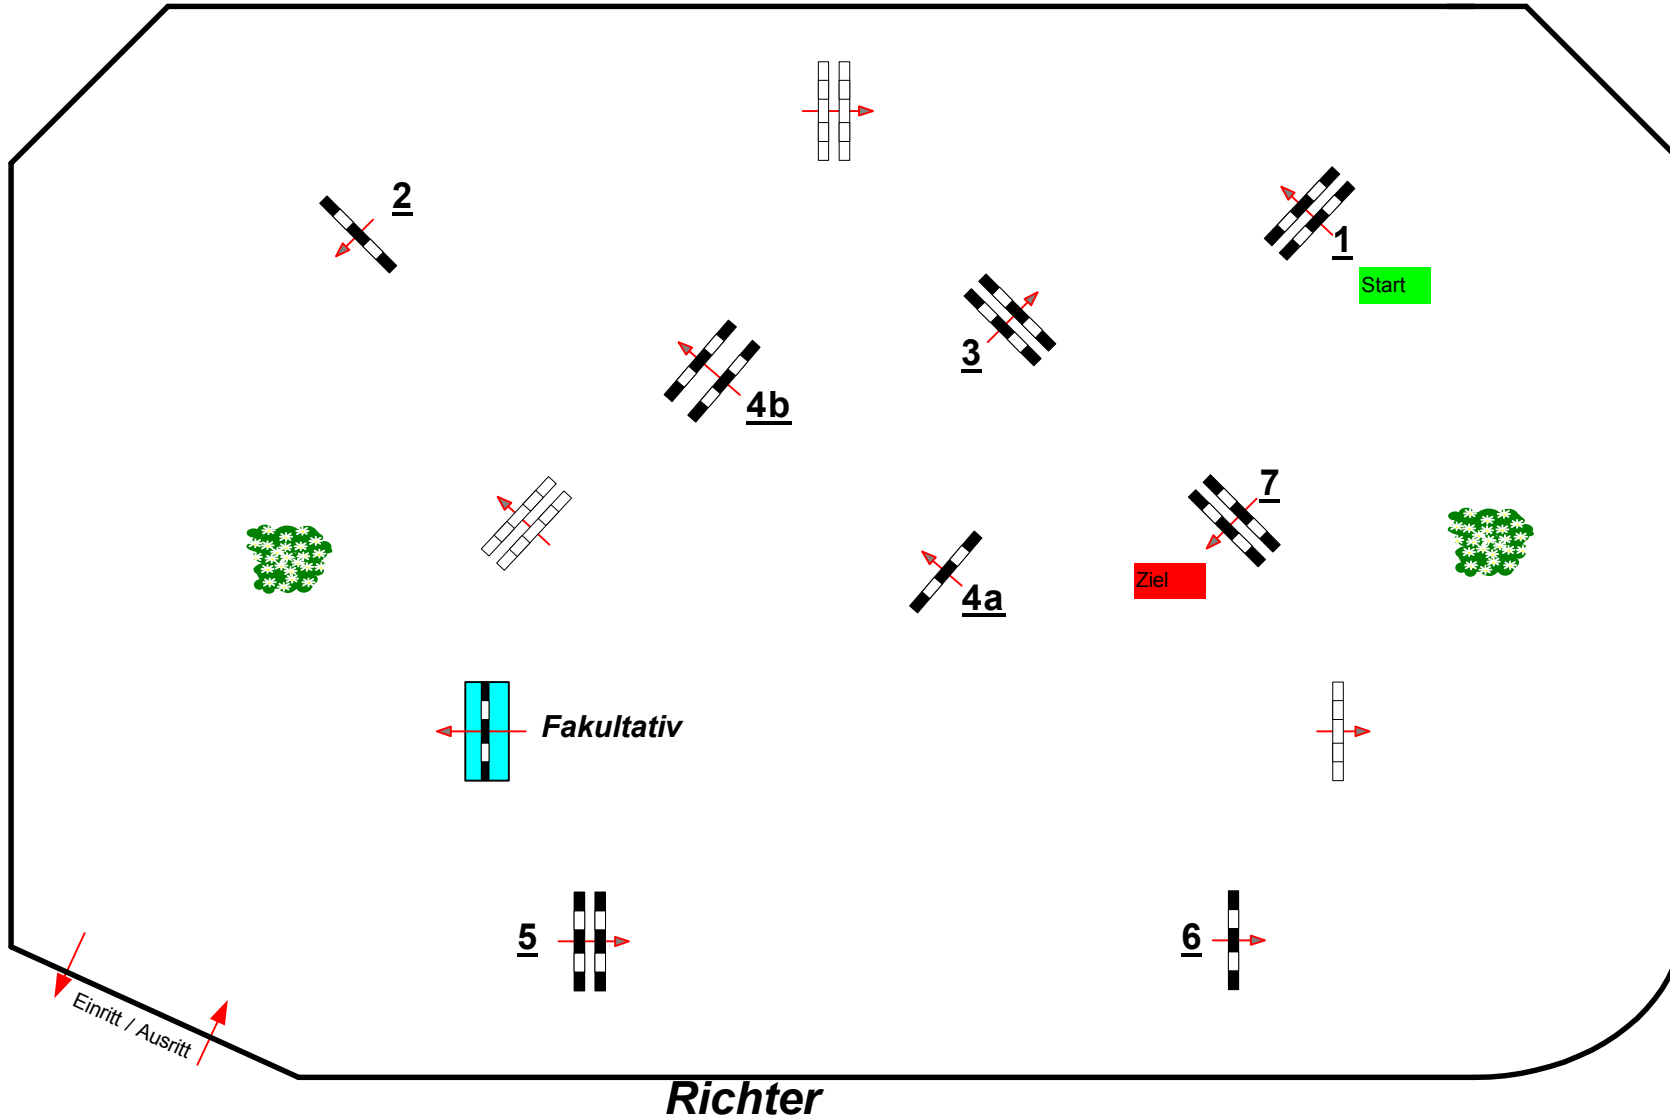 2
1
Start
3
4b
7
Ziel
4a
Fakultativ
5
6
Einritt / Ausritt
Richter